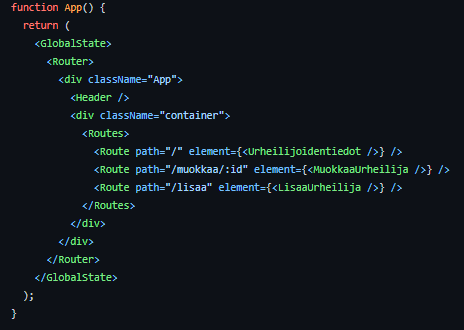 function App() {
  return (
    <GlobalState>
      <Router>
        <div className="App">
          <Header />
          <div className="container">
            <Routes>
              <Route path="/" element={<Urheilijoidentiedot />} />
              <Route path="/muokkaa/:id" element={<MuokkaaUrheilija />} />
              <Route path="/lisaa" element={<LisaaUrheilija />} />
            </Routes>
          </div>
        </div>
      </Router>
    </GlobalState>
  );
}